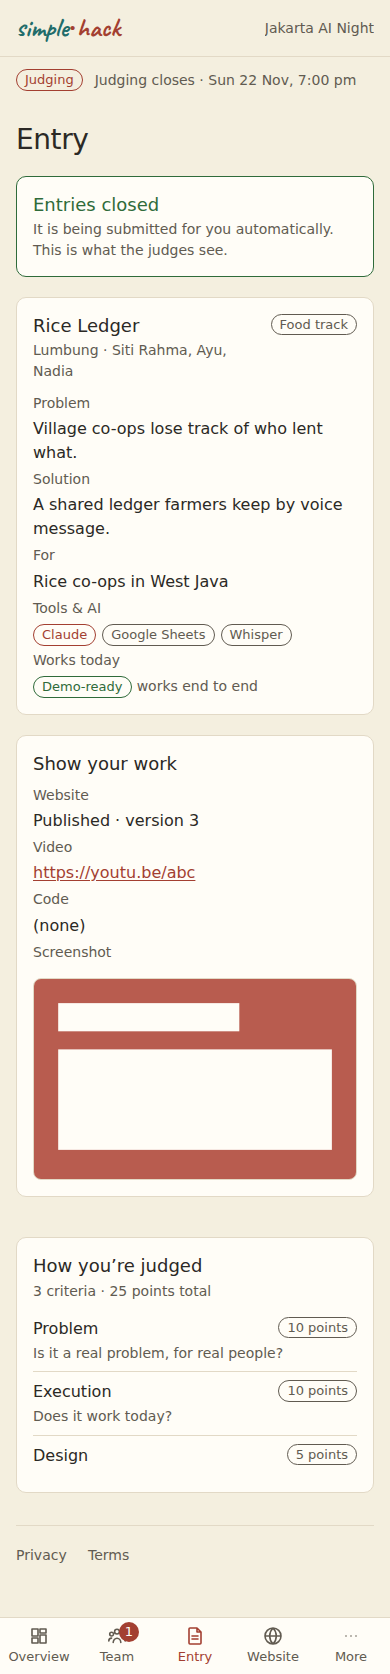 simple·hack
Jakarta AI Night
Judging
Judging closes · Sun 22 Nov, 7:00 pm
Entry
Entries closed
It is being submitted for you automatically.
This is what the judges see.
Rice Ledger
Food track
Lumbung · Siti Rahma, Ayu,
Nadia
Problem
Village co-ops lose track of who lent
what.
Solution
A shared ledger farmers keep by voice
message.
For
Rice co-ops in West Java
Tools & AI
Claude Google Sheets Whisper
Works today
Demo-ready works end to end
Show your work
Website
Published · version 3
Video
https://youtu.be/abc
Code
(none)
Screenshot
How you’re judged
3 criteria · 25 points total
Problem
10 points
Is it a real problem, for real people?
Execution
10 points
Does it work today?
Design
5 points
Privacy Terms
1
Overview Team Entry Website More